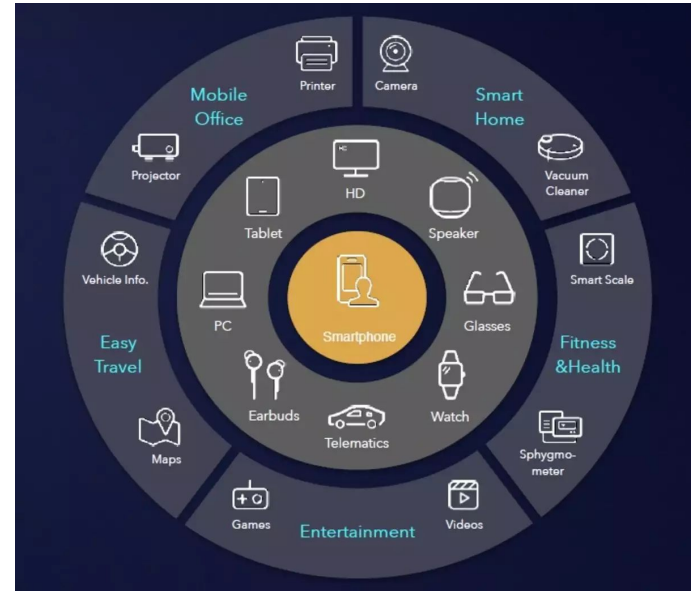 Printer
Camera
Mobile
Office
Smart
Home
Projector
Vacuum
Cleaner
HD
Tablet
Speaker
Vehicle Info.
Smart Scale
PC
Smartphone
Glasses
Easy
Travel
Fitness
&Health
Earbuds
Watch
Telematics
Maps
Sphygmo-
meter
Games
Entertainment
Videos